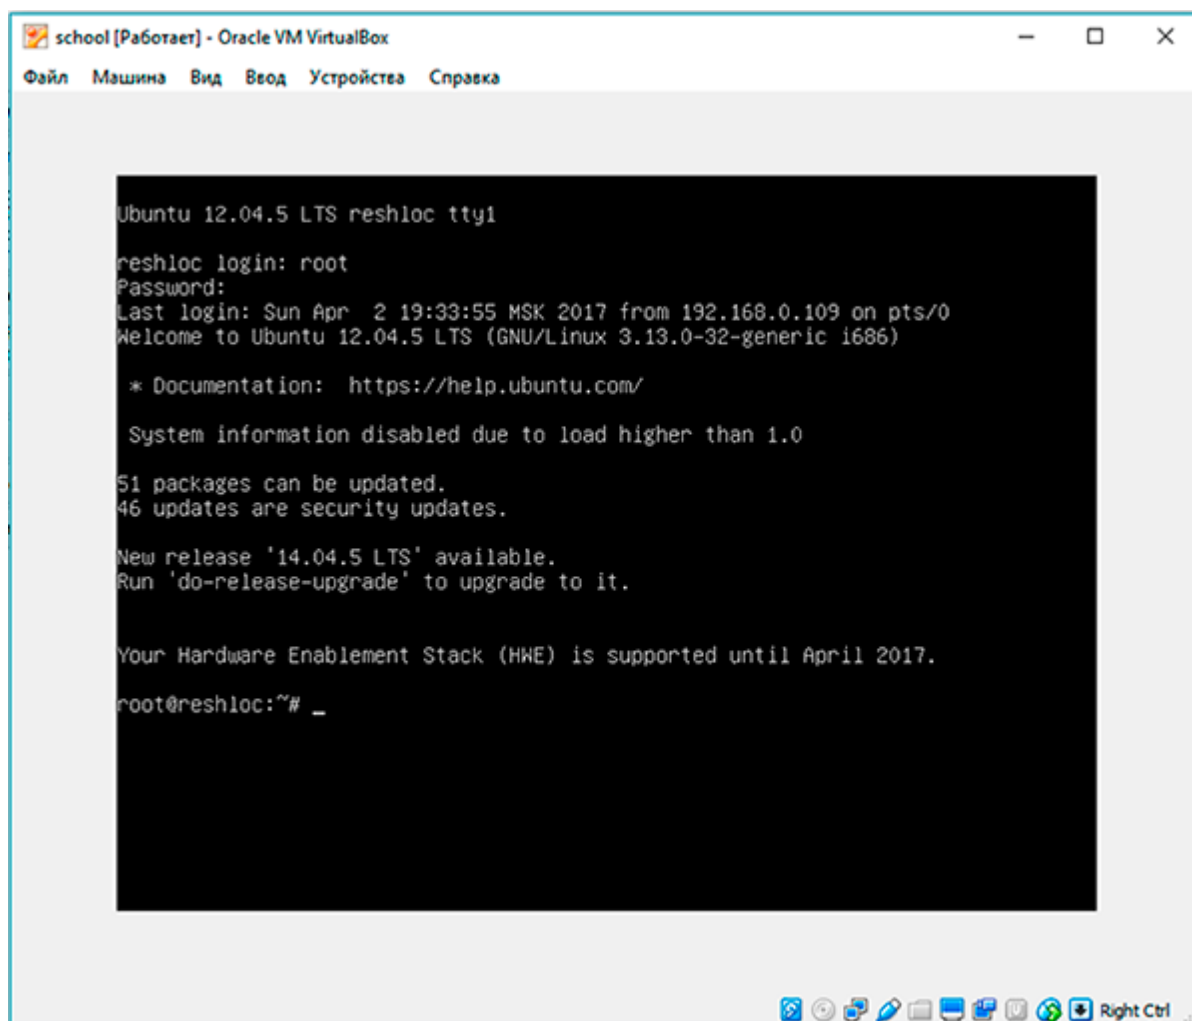 school [Работает] - Oracle VM VirtualBox
Файл Машина Вид Ввод Устройства Справка
Ubuntu 12.04.5 LTS reshloc tty1
reshloc login: root
Password:
Last login: Sun Apr  2 19:33:55 MSK 2017 from 192.168.0.109 on pts/0
Welcome to Ubuntu 12.04.5 LTS (GNU/Linux 3.13.0-32-generic i686)
* Documentation:  https://help.ubuntu.com/
System information disabled due to load higher than 1.0
51 packages can be updated.
46 updates are security updates.
New release '14.04.5 LTS' available.
Run 'do-release-upgrade' to upgrade to it.
Your Hardware Enablement Stack (HWE) is supported until April 2017.
root@reshloc:~# _
Right Ctrl